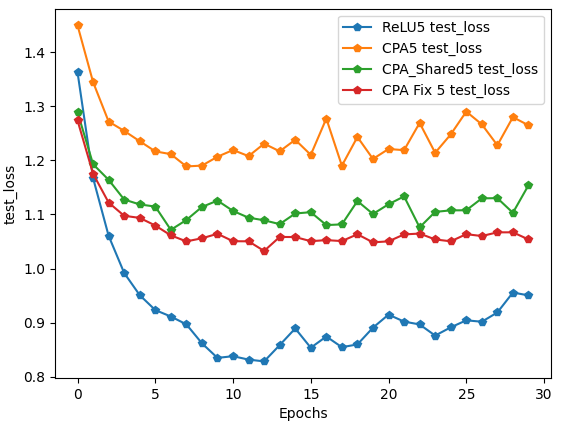 ReLU5 test_loss
CPA5 test_loss
CPA_Shared5 test_loss
CPA Fix 5 test_loss
test_loss
1.4
1.3
1.2
1.1
1.0
0.9
0.8
0 5 10 15 20 25 30
Epochs